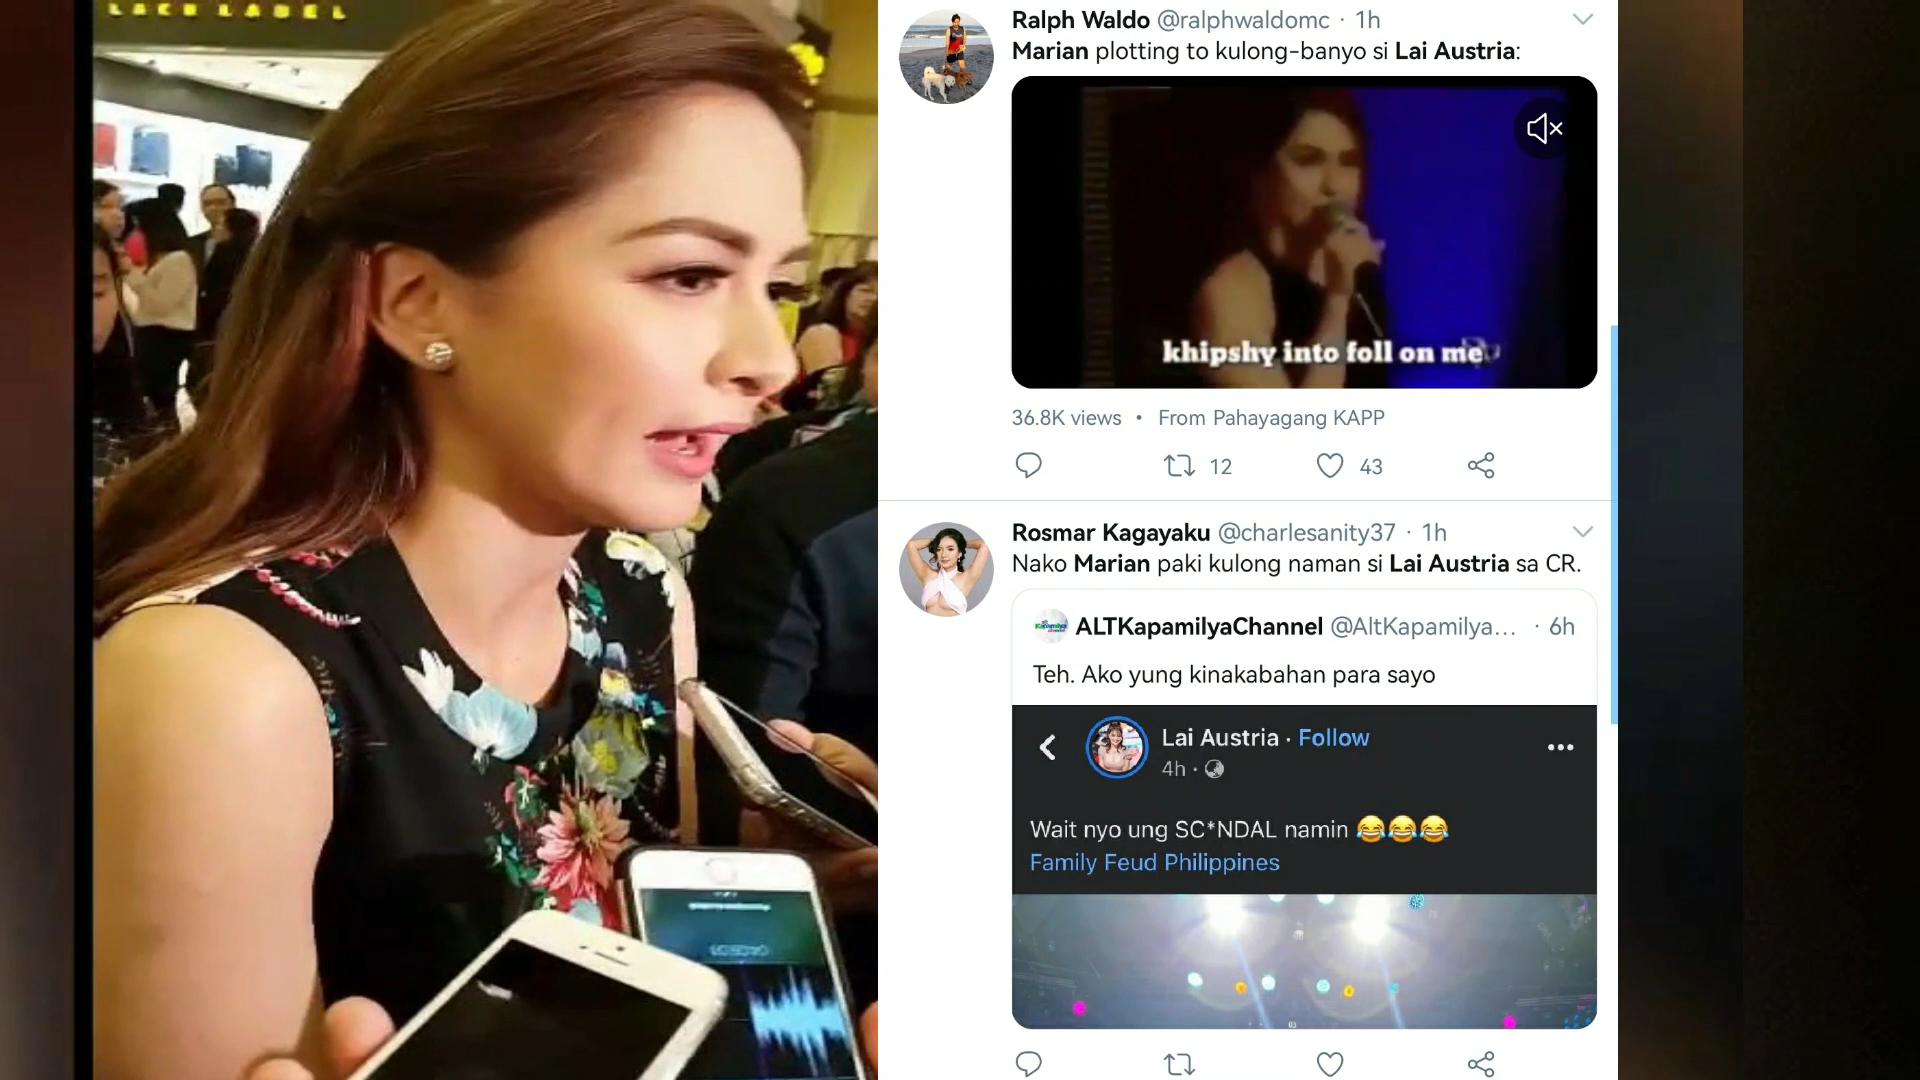 Ralph Waldo @ralphwaldomc · 1h
Marian plotting to kulong-banyo si Lai Austria:
khipshy into foll on me
36.8K views • From Pahayagang KAPP
12 43
Rosmar Kagayaku @charlesanity37 · 1h
Nako Marian paki kulong naman si Lai Austria sa CR.
ALTKapamilyaChannel @AltKapamilya... · 6h
Teh. Ako yung kinakabahan para sayo
Lai Austria · Follow
4h ·
Wait nyo ung SC*NDAL namin 😂😂😂
Family Feud Philippines